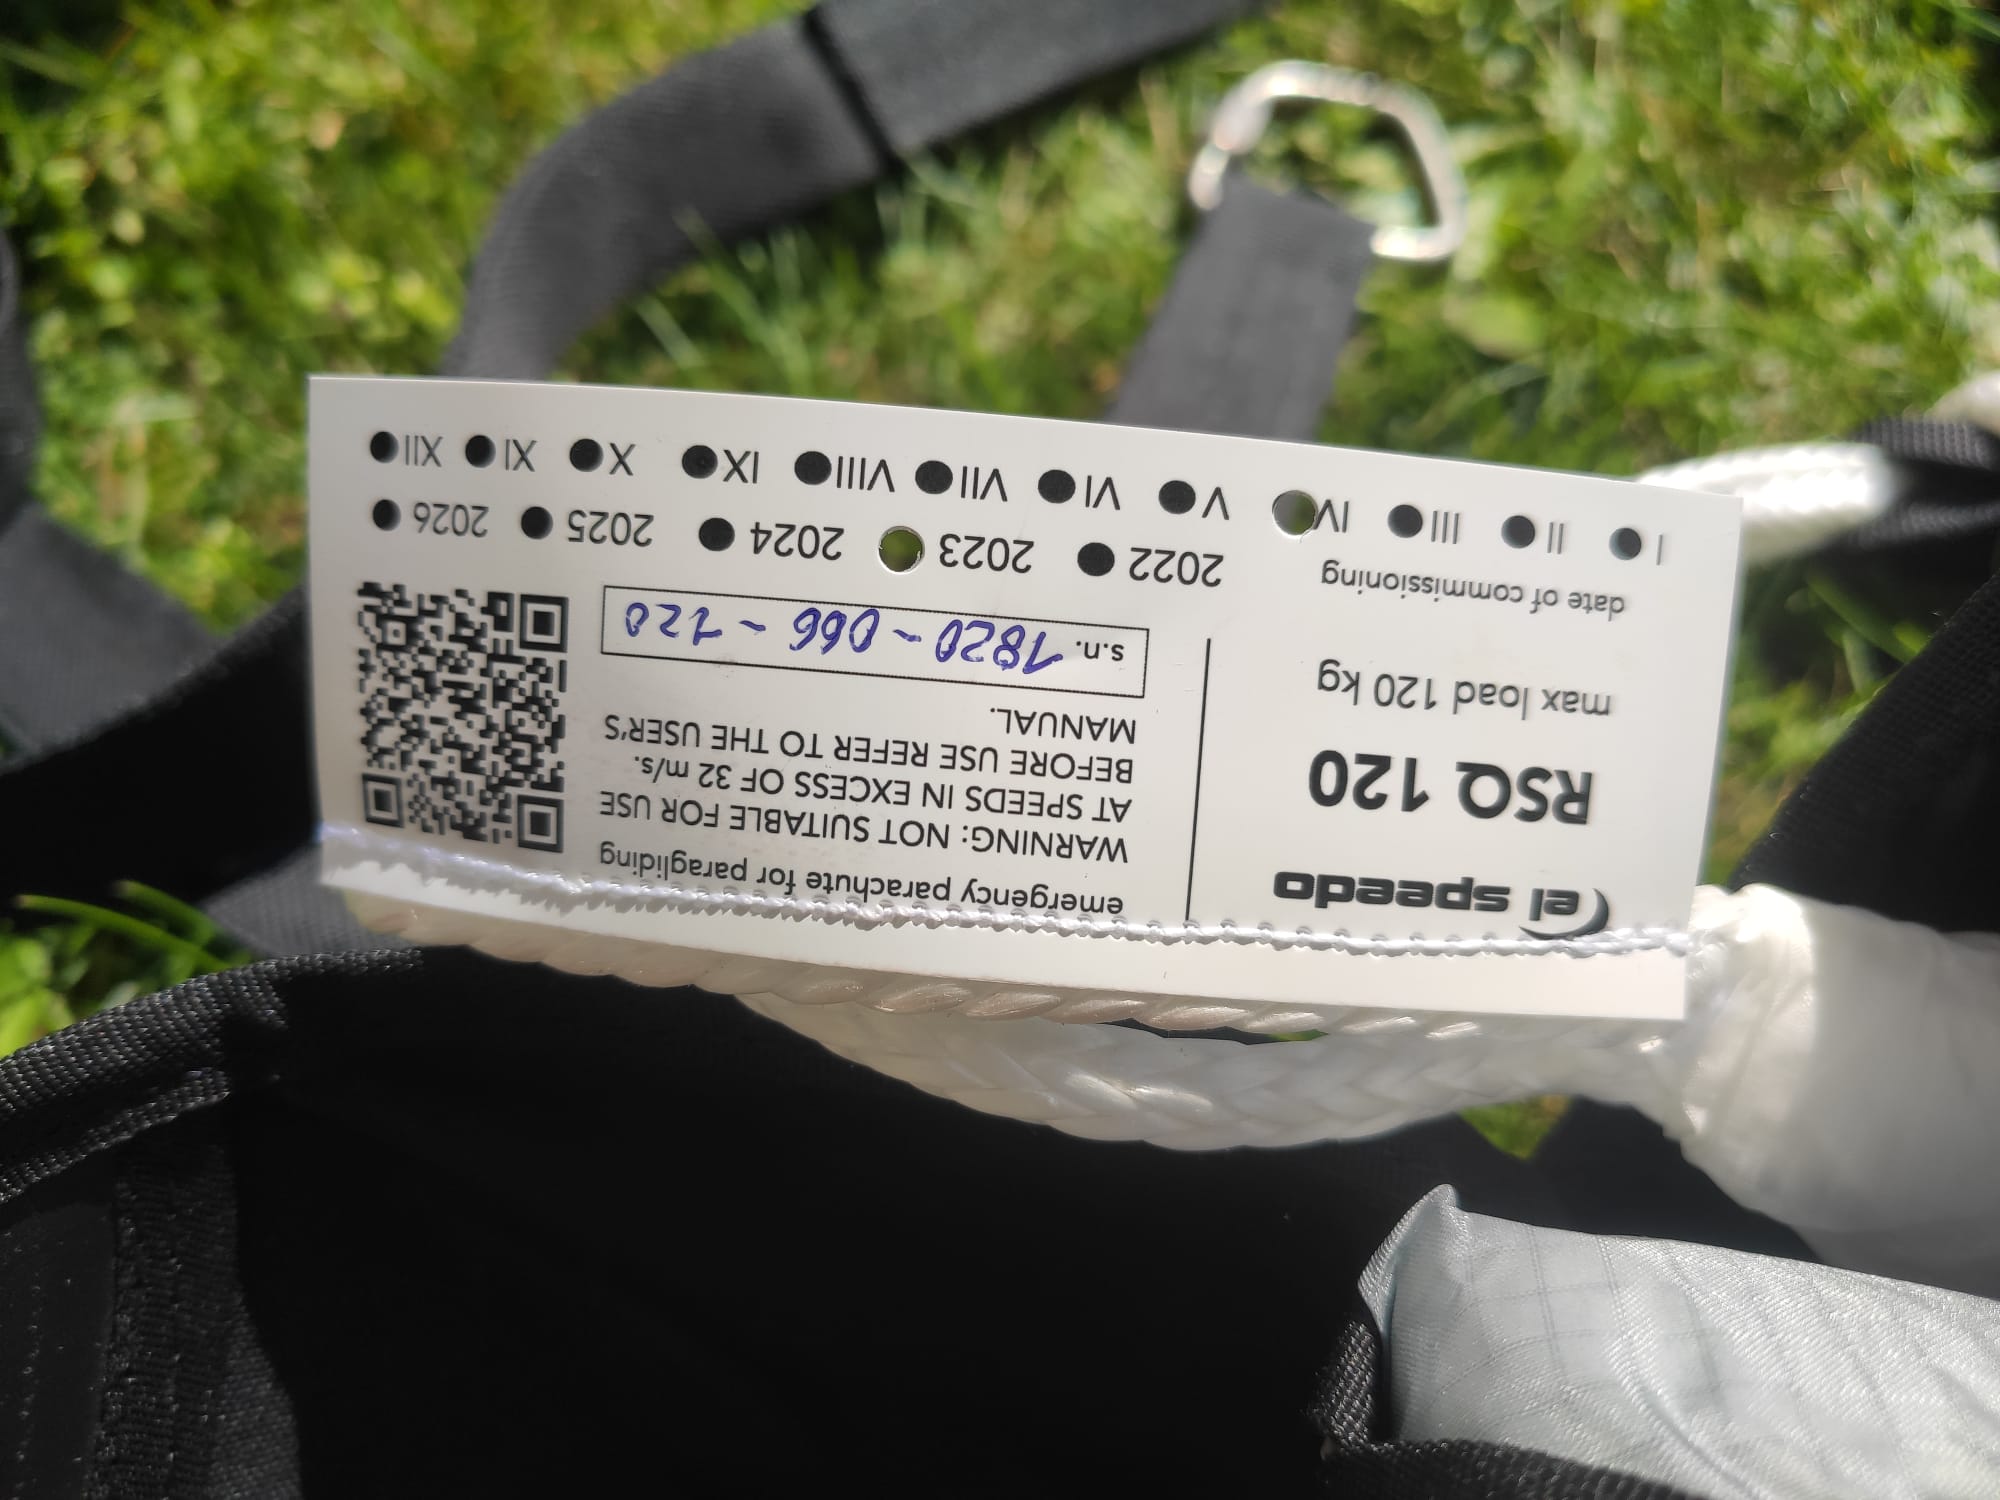 el speedo
RSQ 120
max load 120 kg
date of commissioning
emergency parachute for paragliding
WARNING: NOT SUITABLE FOR USE
AT SPEEDS IN EXCESS OF 32 m/s.
BEFORE USE REFER TO THE USER'S
MANUAL.
s.n. 1820-066-120
2022 2023 2024 2025 2026
I II III IV V VI VII VIII IX X XI XII